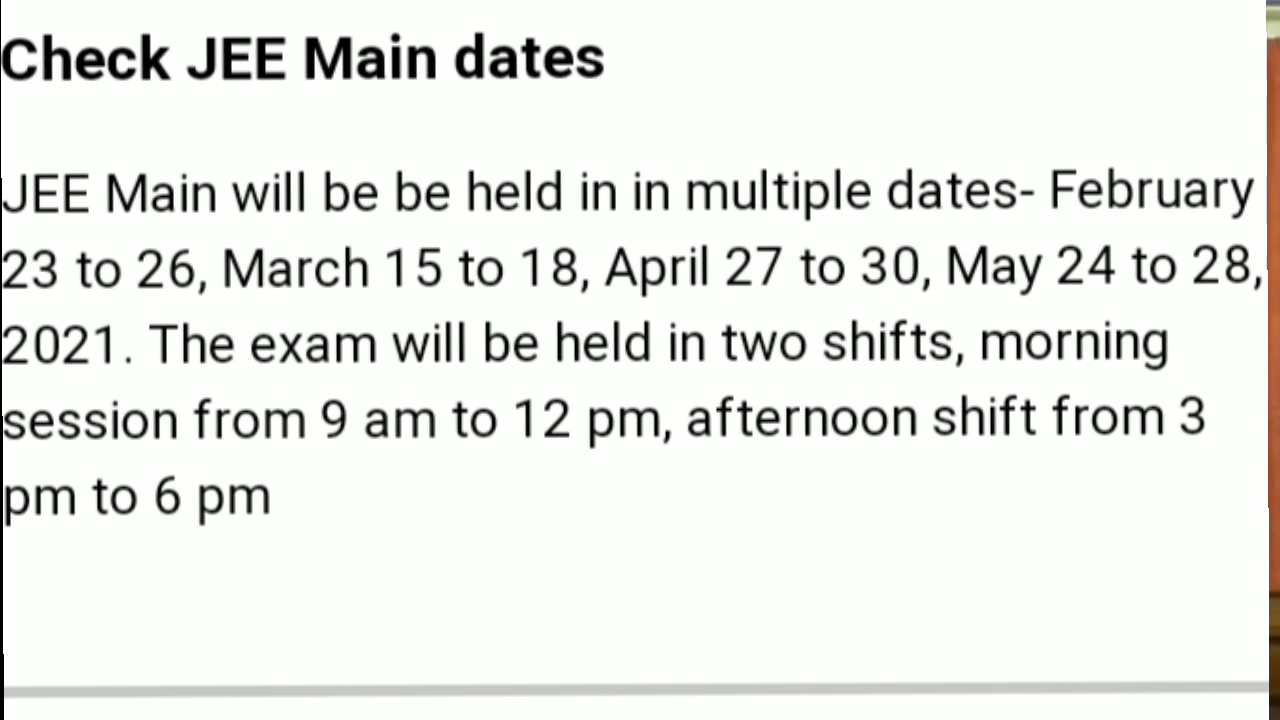 Check JEE Main dates
JEE Main will be be held in in multiple dates- February
23 to 26, March 15 to 18, April 27 to 30, May 24 to 28,
2021. The exam will be held in two shifts, morning
session from 9 am to 12 pm, afternoon shift from 3
pm to 6 pm